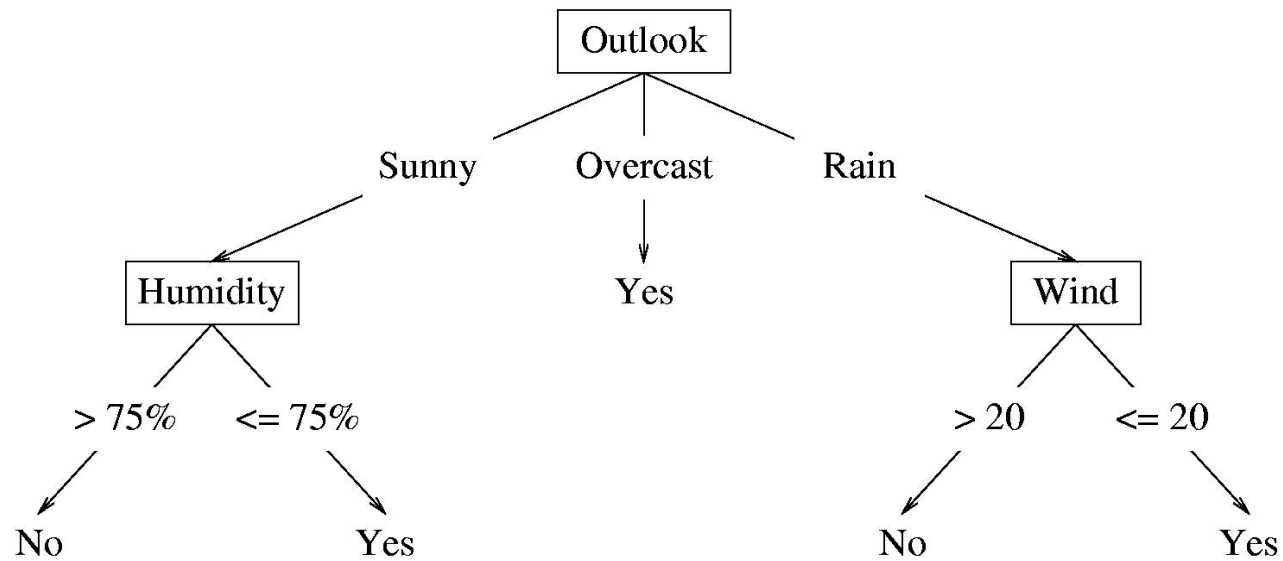 Outlook
Sunny Overcast Rain
Humidity Yes Wind
> 75% <= 75% > 20 <= 20
No Yes No Yes